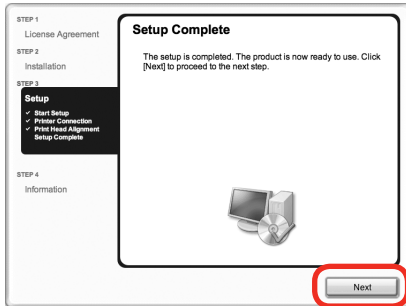 STEP 1
License Agreement
STEP 2
Installation
STEP 3
Setup
✓ Start Setup
✓ Printer Connection
✓ Print Head Alignment
Setup Complete
STEP 4
Information
Setup Complete
The setup is completed. The product is now ready to use. Click
[Next] to proceed to the next step.
Next